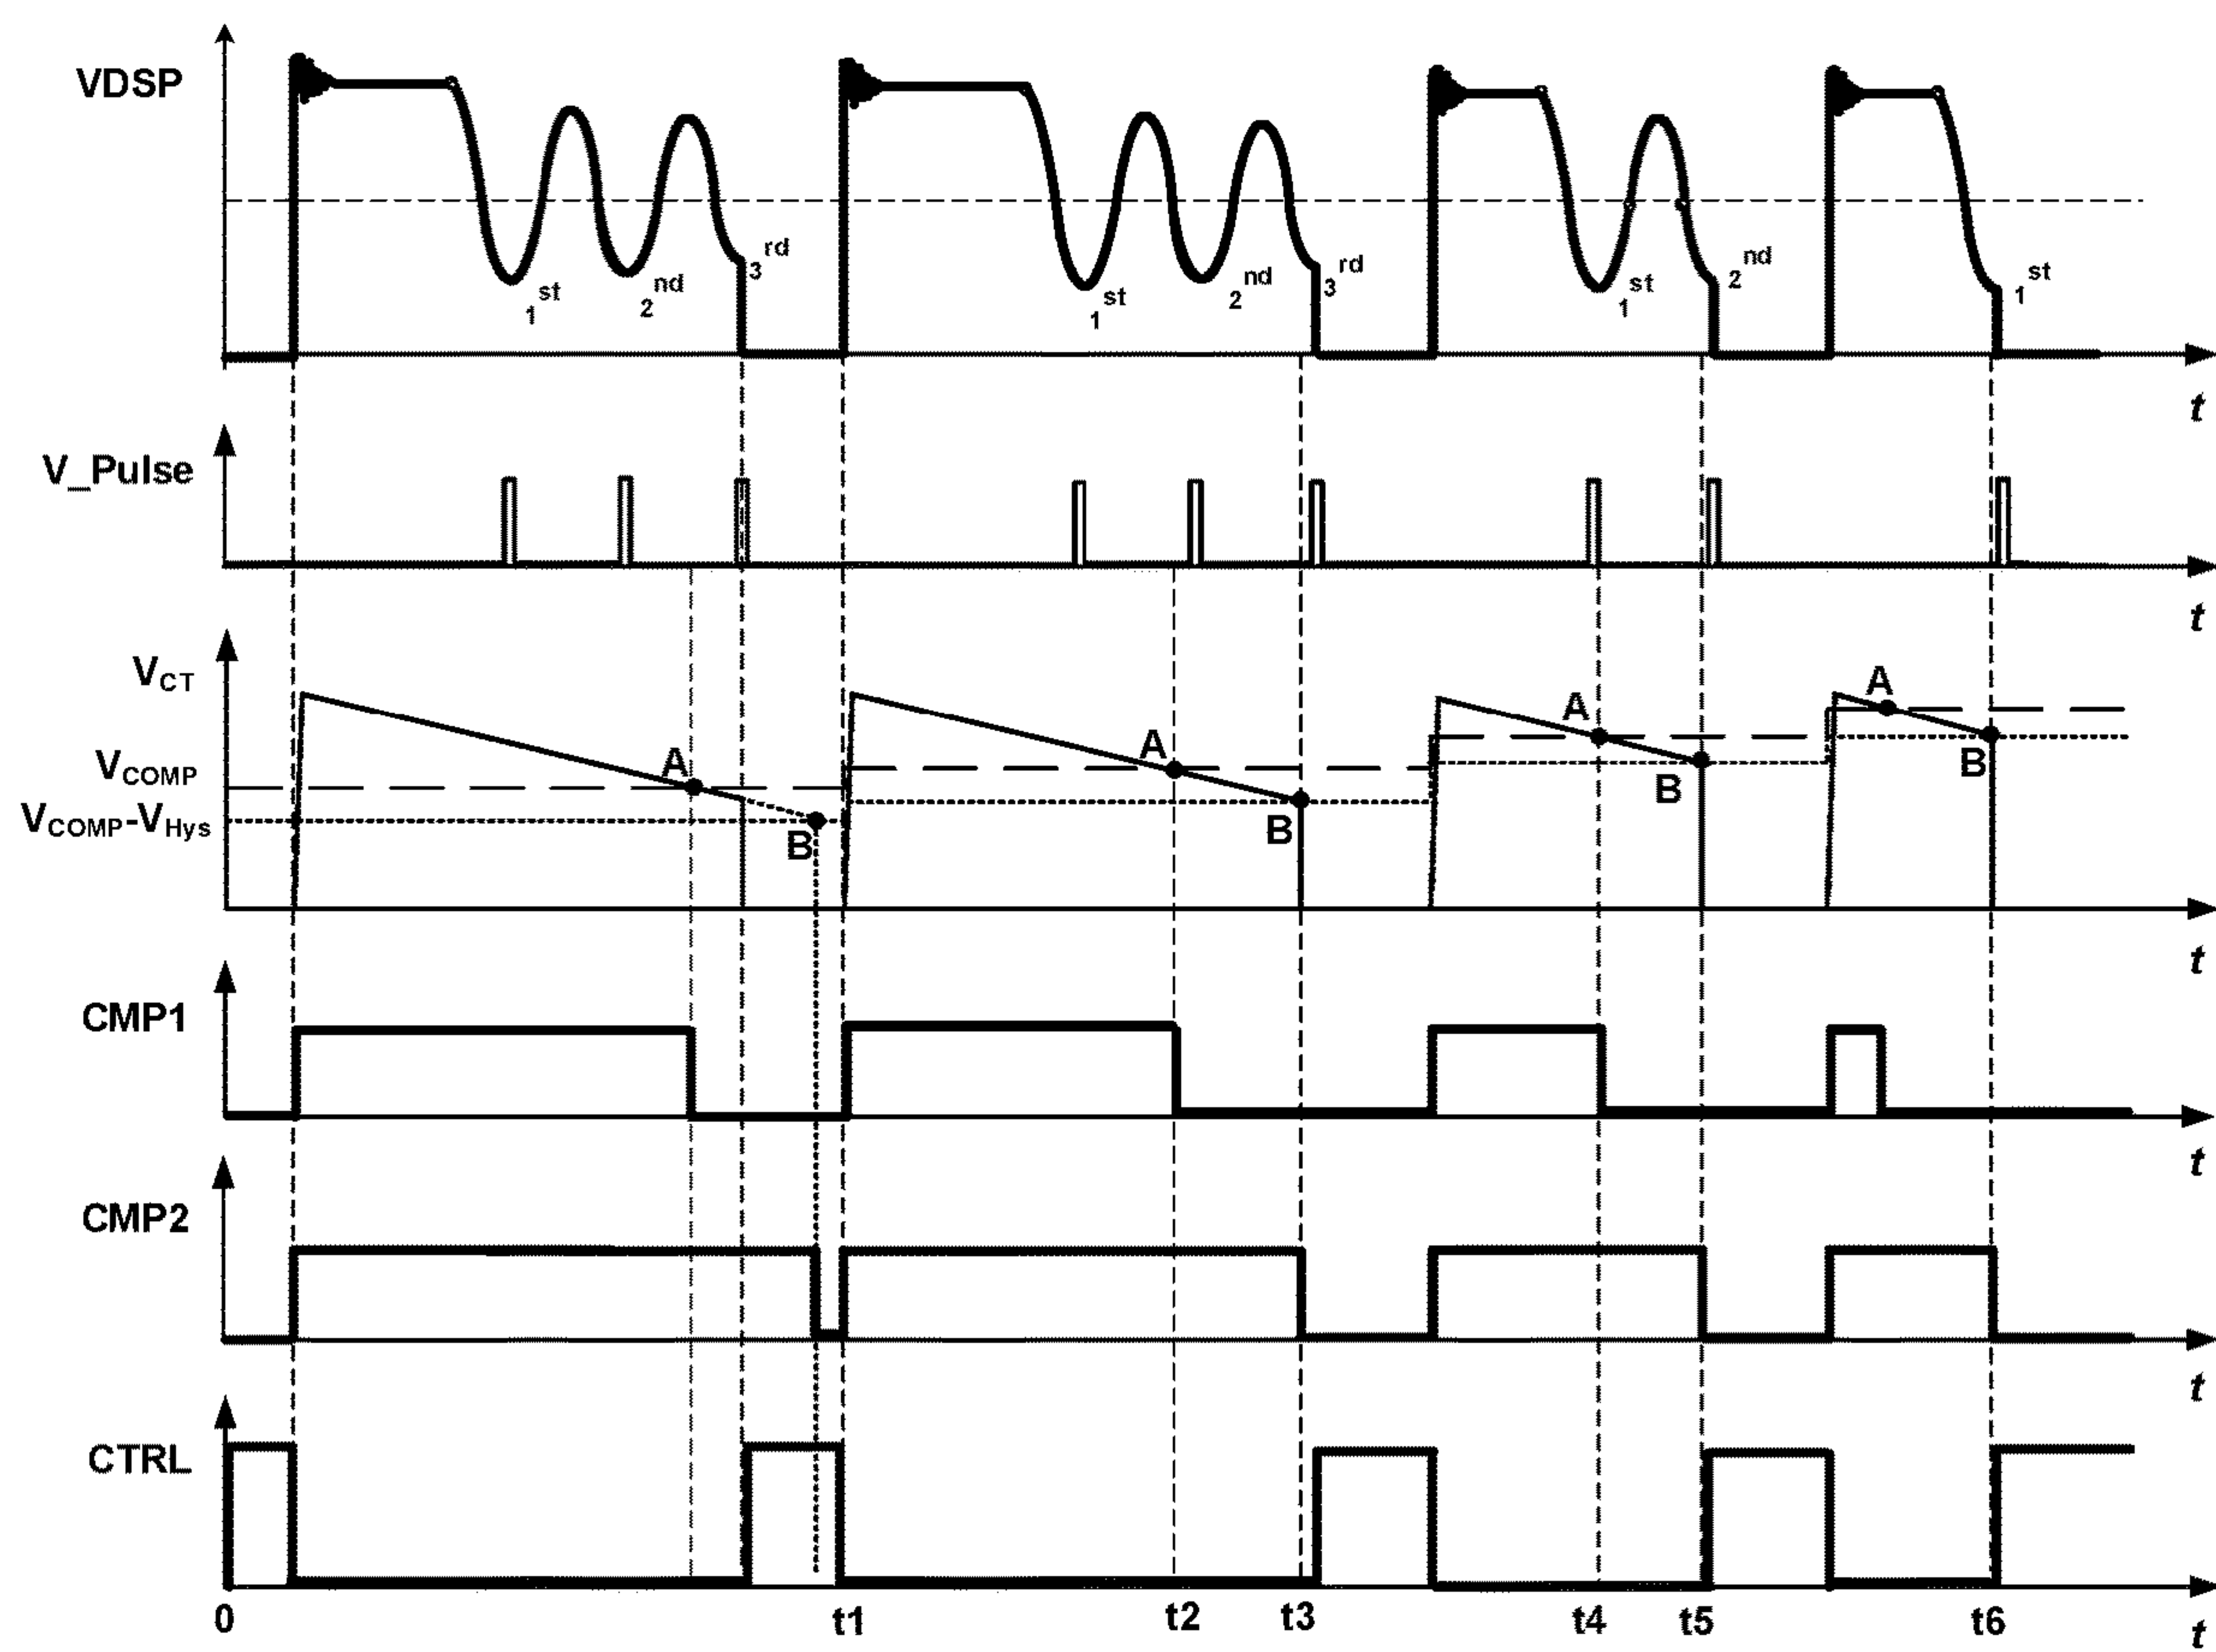 VDSP
1st
2nd
3rd
1st
2nd
3rd
1st
2nd
1st
t
V_Pulse
t
VCT
A
A
A
A
VCOMP
VCOMP-VHys
B
B
B
B
t
CMP1
t
CMP2
t
CTRL
0
t1
t2
t3
t4
t5
t6
t